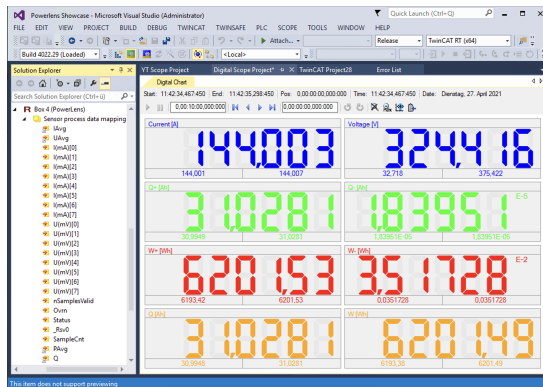 Powerlens Showcase - Microsoft Visual Studio (Administrator)
Quick Launch (Ctrl+Q)
FILE EDIT VIEW PROJECT BUILD DEBUG TWINCAT TWINSAFE PLC SCOPE TOOLS WINDOW HELP
Attach... Release TwinCAT RT (x64)
Build 4022.29 (Loaded) <Local>
Solution Explorer
Search Solution Explorer (Ctrl+ü)
Box 4 (PowerLens)
Sensor process data mapping
IAvg
UAvg
I(mA)[0]
I(mA)[1]
I(mA)[2]
I(mA)[3]
I(mA)[4]
I(mA)[5]
I(mA)[6]
I(mA)[7]
U(mV)[0]
U(mV)[1]
U(mV)[2]
U(mV)[3]
U(mV)[4]
U(mV)[5]
U(mV)[6]
U(mV)[7]
nSamplesValid
Ovrn
Status
_Rsv0
SampleCnt
PAvg
Q
YT Scope Project Digital Scope Project* TwinCAT Project28 Error List
Digital Chart
Start: 11:42:34,467.450 End: 11:42:35,298.450 Pos: 0,00:00:00,000.000 Time: 11:42:34,467.450 Date: Dienstag, 27. April 2021
0,00:10:00,000.000 0,00:00:00,000.000
Current [A]
144,003
144,001 144,007
Voltage [V]
324,416
32,718 375,422
Q+ [Ah]
31,0281
30,9949 31,0281
Q- [Ah]
1,83951 E-5
1,83951E-05 1,83951E-05
W+ [Wh]
6201,53
6193,42 6201,53
W- [Wh]
3,51728 E-2
0,0351728 0,0351728
Q [Ah]
31,0281
30,9948 31,0281
W [Wh]
6201,49
6193,38 6201,49
This item does not support previewing